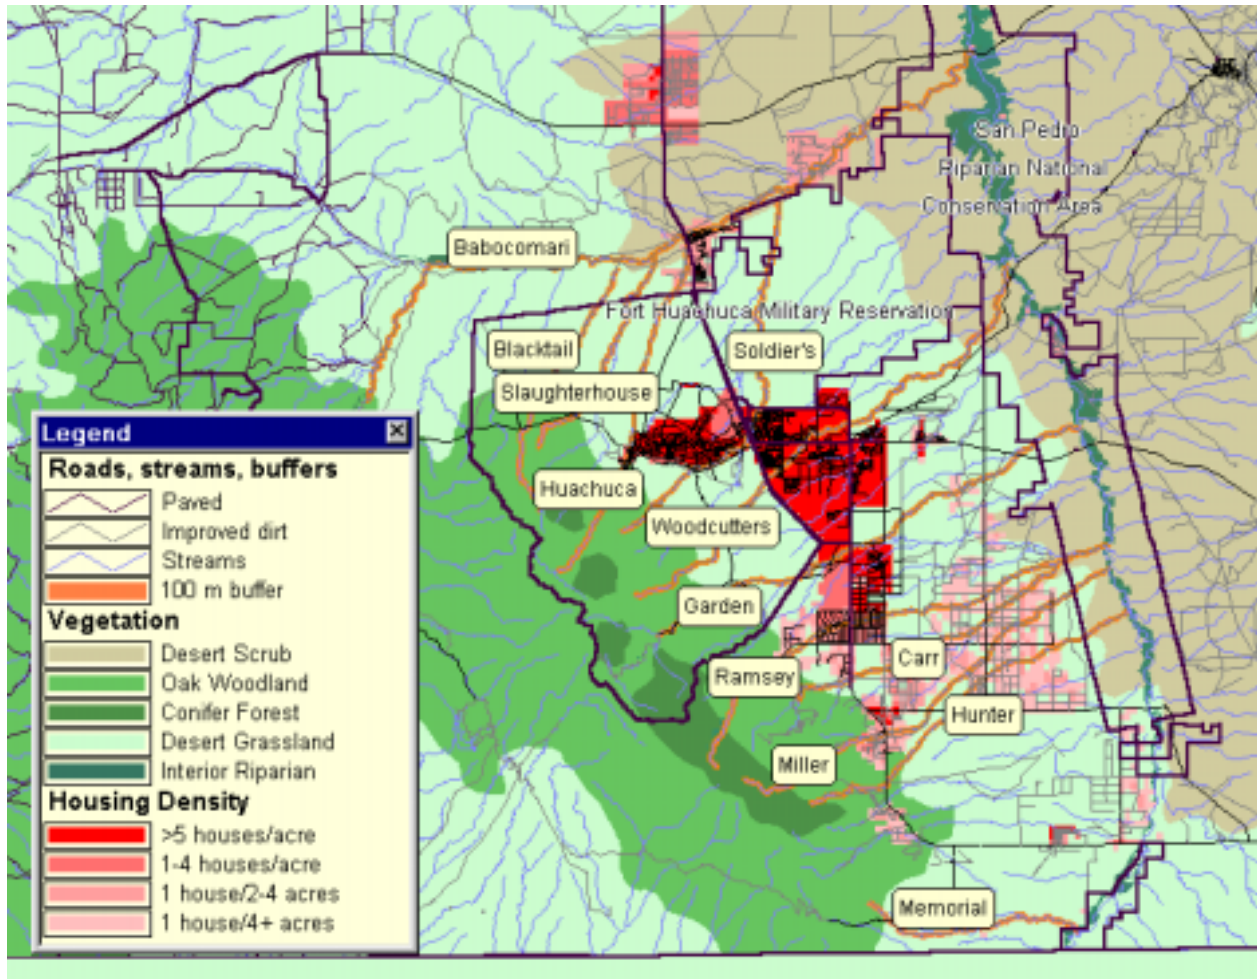 San Pedro
Riparian National
Conservation Area
Babocomari
Fort Huachuca Military Reservation
Blacktail
Soldier's
Slaughterhouse
Huachuca
Woodcutters
Garden
Ramsey
Carr
Hunter
Miller
Memorial
Legend
Roads, streams, buffers
Paved
Improved dirt
Streams
100 m buffer
Vegetation
Desert Scrub
Oak Woodland
Conifer Forest
Desert Grassland
Interior Riparian
Housing Density
>5 houses/acre
1-4 houses/acre
1 house/2-4 acres
1 house/4+ acres